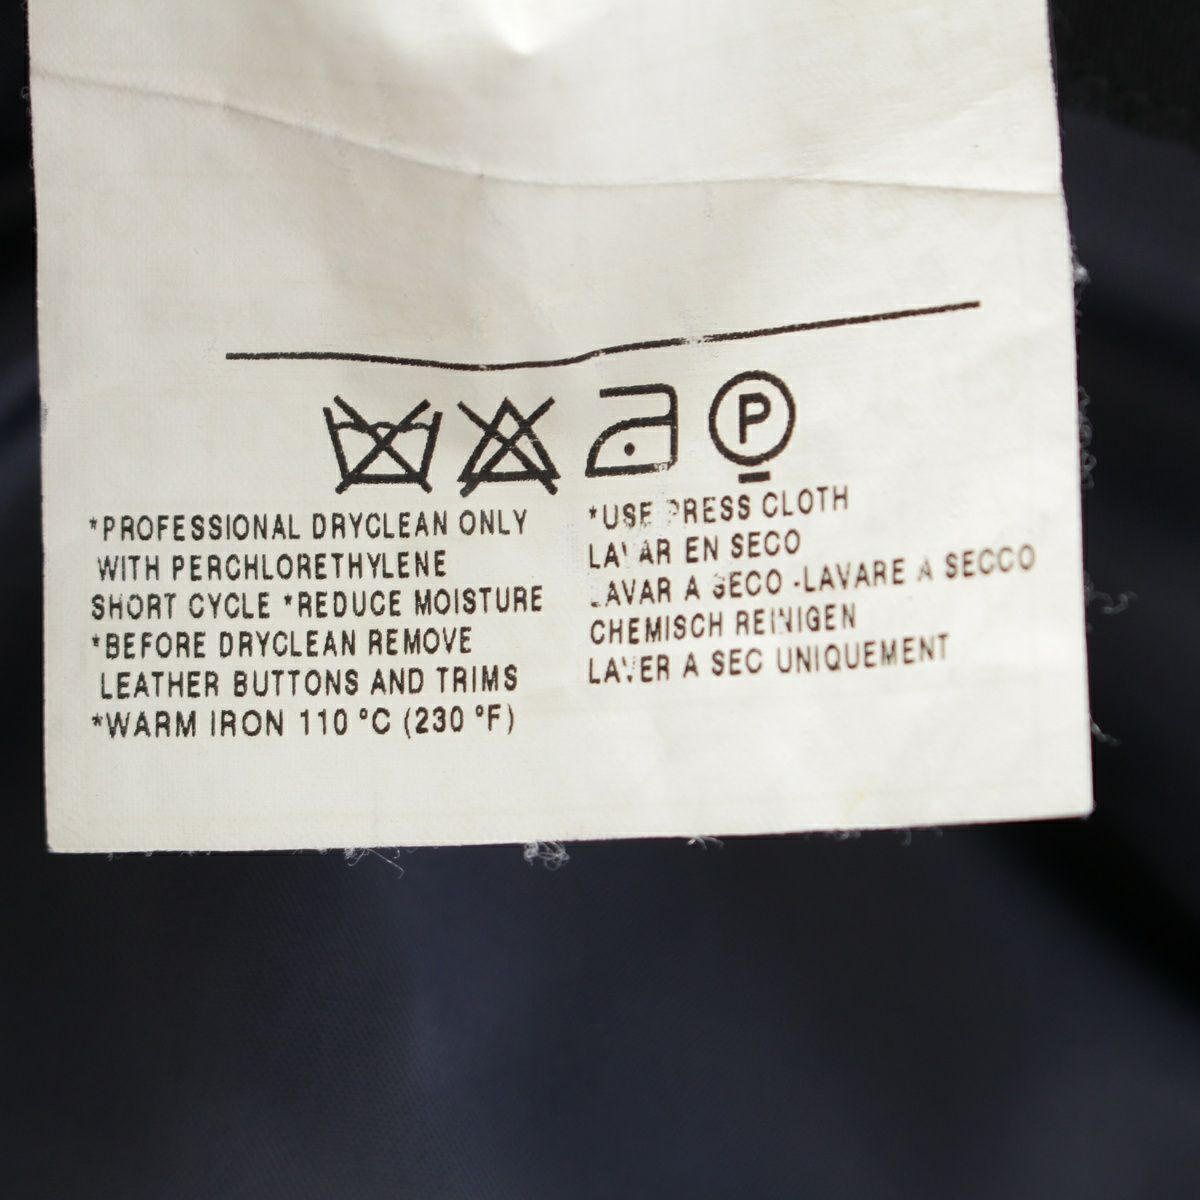 P
*PROFESSIONAL DRYCLEAN ONLY
WITH PERCHLORETHYLENE
SHORT CYCLE *REDUCE MOISTURE
*BEFORE DRYCLEAN REMOVE
LEATHER BUTTONS AND TRIMS
*WARM IRON 110 °C (230 °F)
*USE PRESS CLOTH
LAVAR EN SECO
LAVAR A SECO -LAVARE A SECCO
CHEMISCH REINIGEN
LAVER A SEC UNIQUEMENT